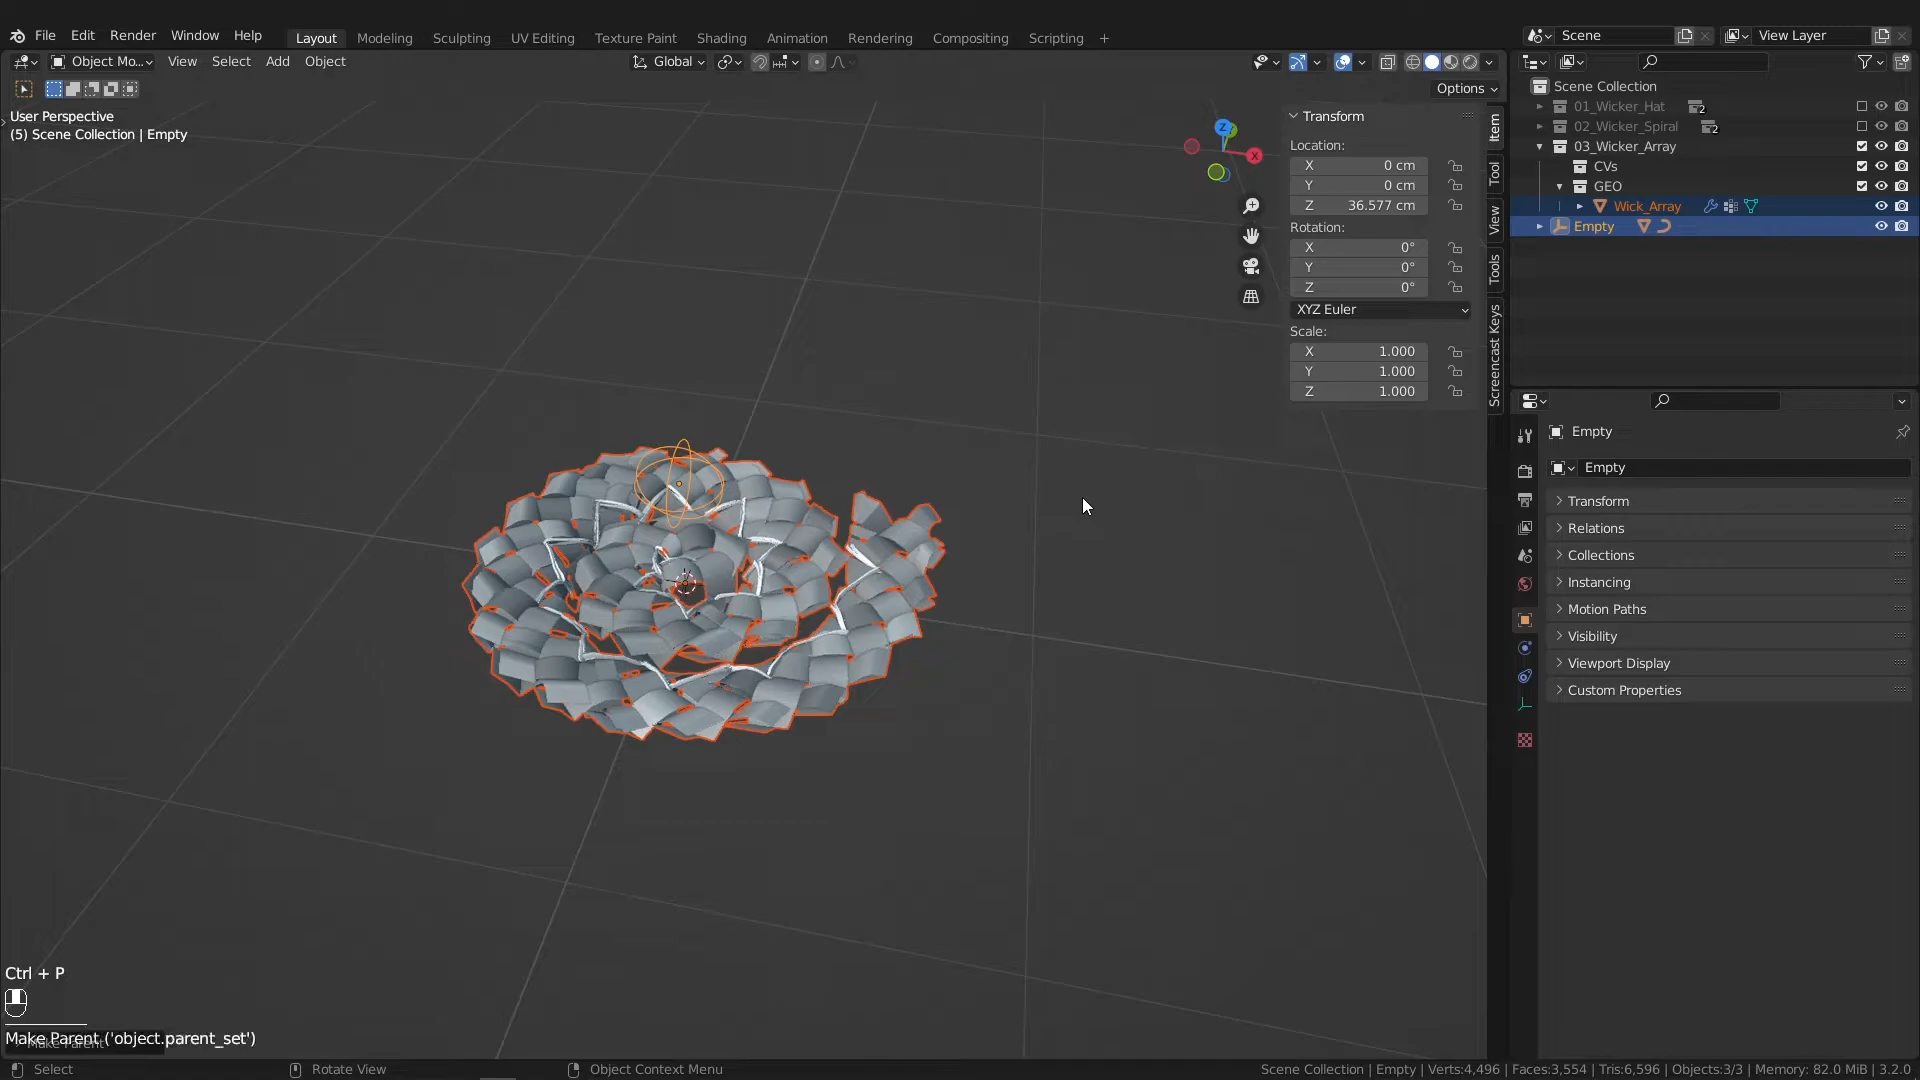 File Edit Render Window Help
Layout Modeling Sculpting UV Editing Texture Paint Shading Animation Rendering Compositing Scripting +
Scene View Layer
Object Mo... View Select Add Object
Global
Options
User Perspective
(5) Scene Collection | Empty
Z
X
Transform
Location:
X 0 cm
Y 0 cm
Z 36.577 cm
Rotation:
X 0°
Y 0°
Z 0°
XYZ Euler
Scale:
X 1.000
Y 1.000
Z 1.000
Item
Tool
View
Tools
Screencast Keys
Scene Collection
01_Wicker_Hat 2
02_Wicker_Spiral 2
03_Wicker_Array
CVs
GEO
Wick_Array
Empty
Empty
Empty
Transform
Relations
Collections
Instancing
Motion Paths
Visibility
Viewport Display
Custom Properties
Ctrl + P
Make Parent ('object.parent_set')
Make Parent
Select Rotate View Object Context Menu
Scene Collection | Empty | Verts:4,496 | Faces:3,554 | Tris:6,596 | Objects:3/3 | Memory: 82.0 MiB | 3.2.0